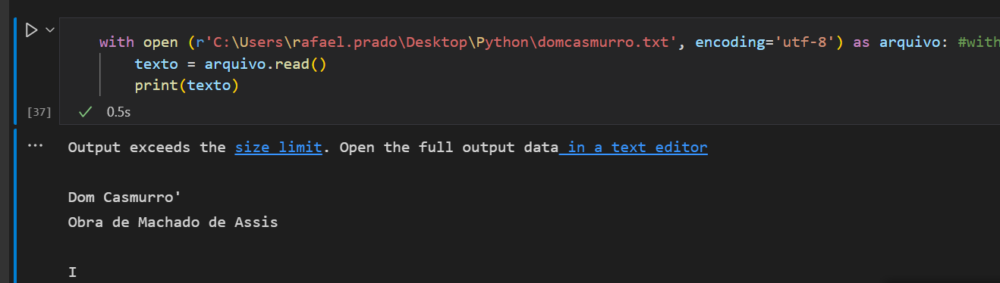 with open (r'C:\Users\rafael.prado\Desktop\Python\domcasmurro.txt', encoding='utf-8') as arquivo: #with
texto = arquivo.read()
print(texto)
[37] 0.5s
... Output exceeds the size limit. Open the full output data in a text editor
Dom Casmurro'
Obra de Machado de Assis
I